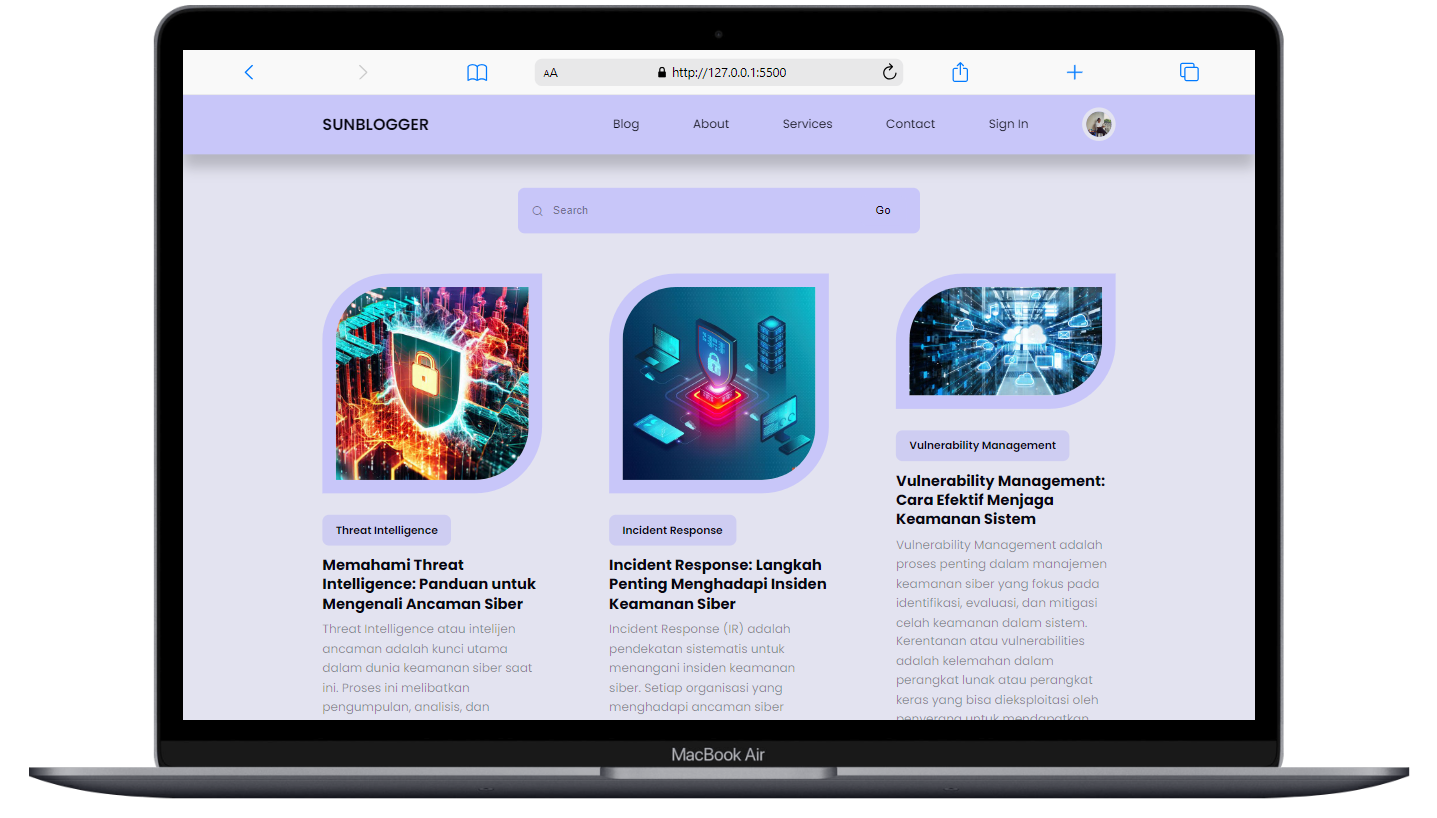 AA
http://127.0.0.1:5500
SUNBLOGGER
Blog
About
Services
Contact
Sign In
Search
Go
Threat Intelligence
Memahami Threat
Intelligence: Panduan untuk
Mengenali Ancaman Siber
Threat Intelligence atau intelijen
ancaman adalah kunci utama
dalam dunia keamanan siber saat
ini. Proses ini melibatkan
pengumpulan, analisis, dan
Incident Response
Incident Response: Langkah
Penting Menghadapi Insiden
Keamanan Siber
Incident Response (IR) adalah
pendekatan sistematis untuk
menangani insiden keamanan
siber. Setiap organisasi yang
menghadapi ancaman siber
Vulnerability Management
Vulnerability Management:
Cara Efektif Menjaga
Keamanan Sistem
Vulnerability Management adalah
proses penting dalam manajemen
keamanan siber yang fokus pada
identifikasi, evaluasi, dan mitigasi
celah keamanan dalam sistem.
Kerentanan atau vulnerabilities
adalah kelemahan dalam
perangkat lunak atau perangkat
keras yang bisa dieksploitasi oleh
penyerang untuk mendapatkan
MacBook Air